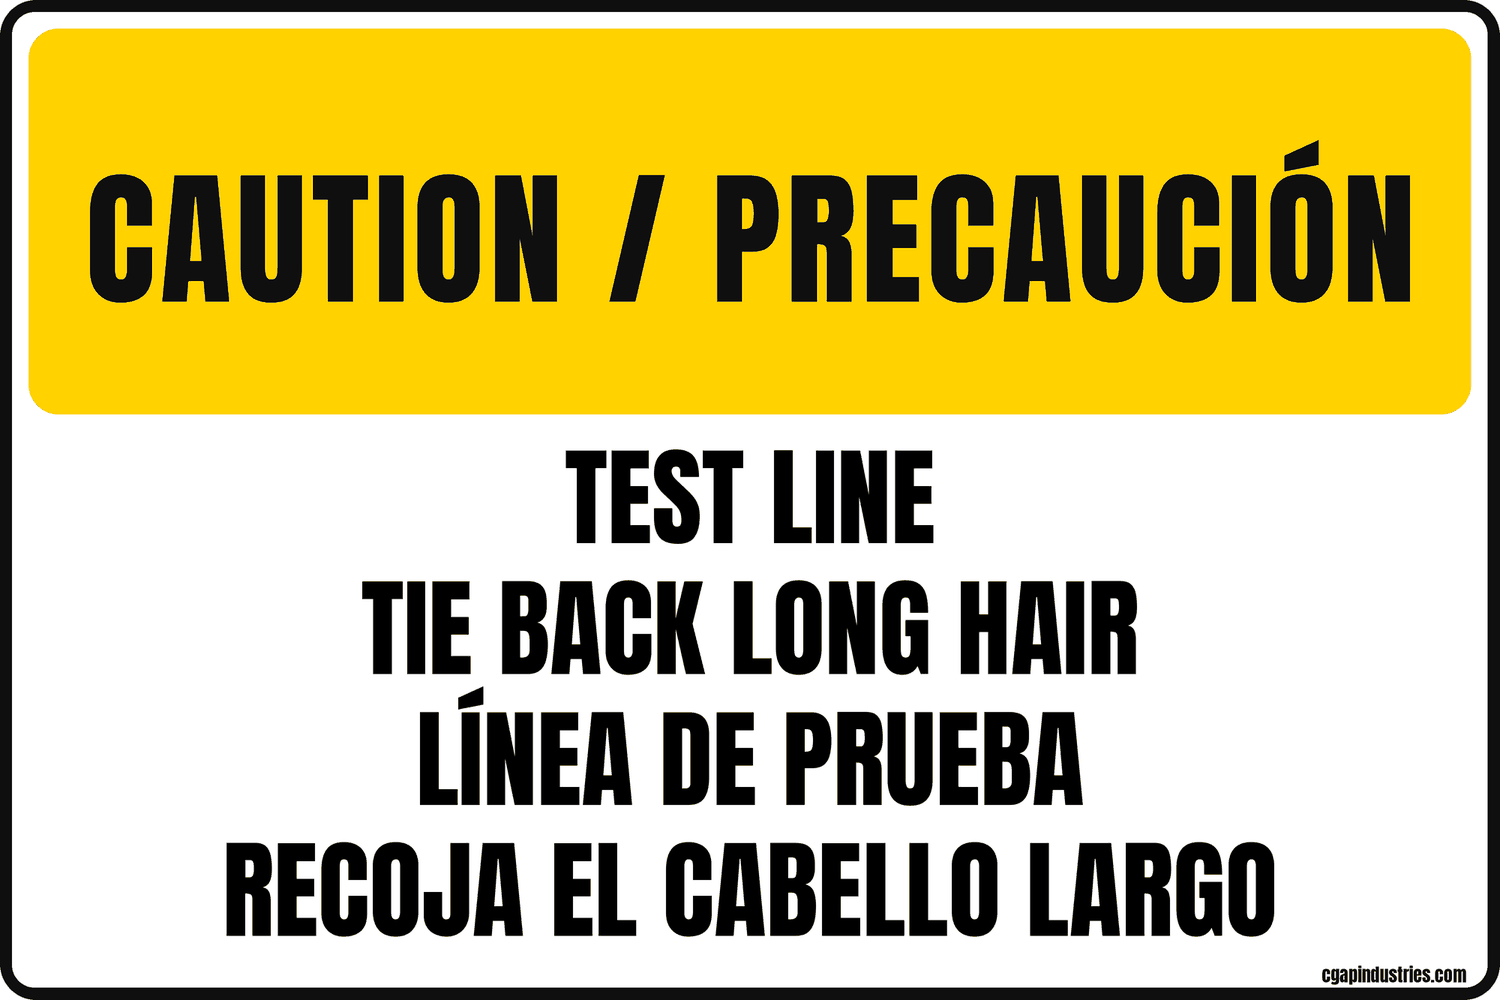 CAUTION / PRECAUCIÓN
TEST LINE
TIE BACK LONG HAIR
LÍNEA DE PRUEBA
RECOJA EL CABELLO LARGO
cgapindustries.com